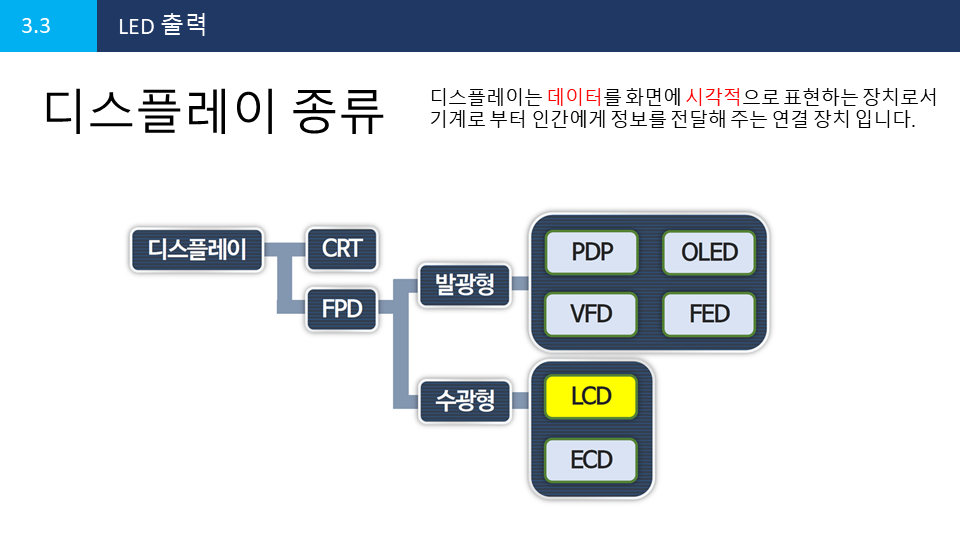 3.3
LED 출력
디스플레이 종류
디스플레이는 데이터를 화면에 시각적으로 표현하는 장치로서
기계로 부터 인간에게 정보를 전달해 주는 연결 장치 입니다.
디스플레이
CRT
FPD
발광형
PDP
OLED
VFD
FED
수광형
LCD
ECD